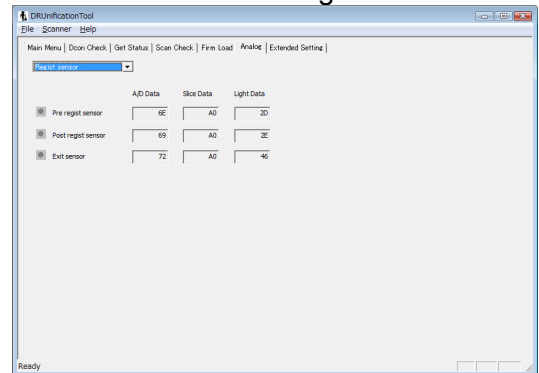 DRUnificationTool
File Scanner Help
Main Menu Dcon Check Get Status Scan Check Firm Load Analog Extended Setting
Regist sensor
A/D Data Slice Data Light Data
Pre regist sensor 6E A0 2D
Post regist sensor 69 A0 2E
Exit sensor 72 A0 46
Ready